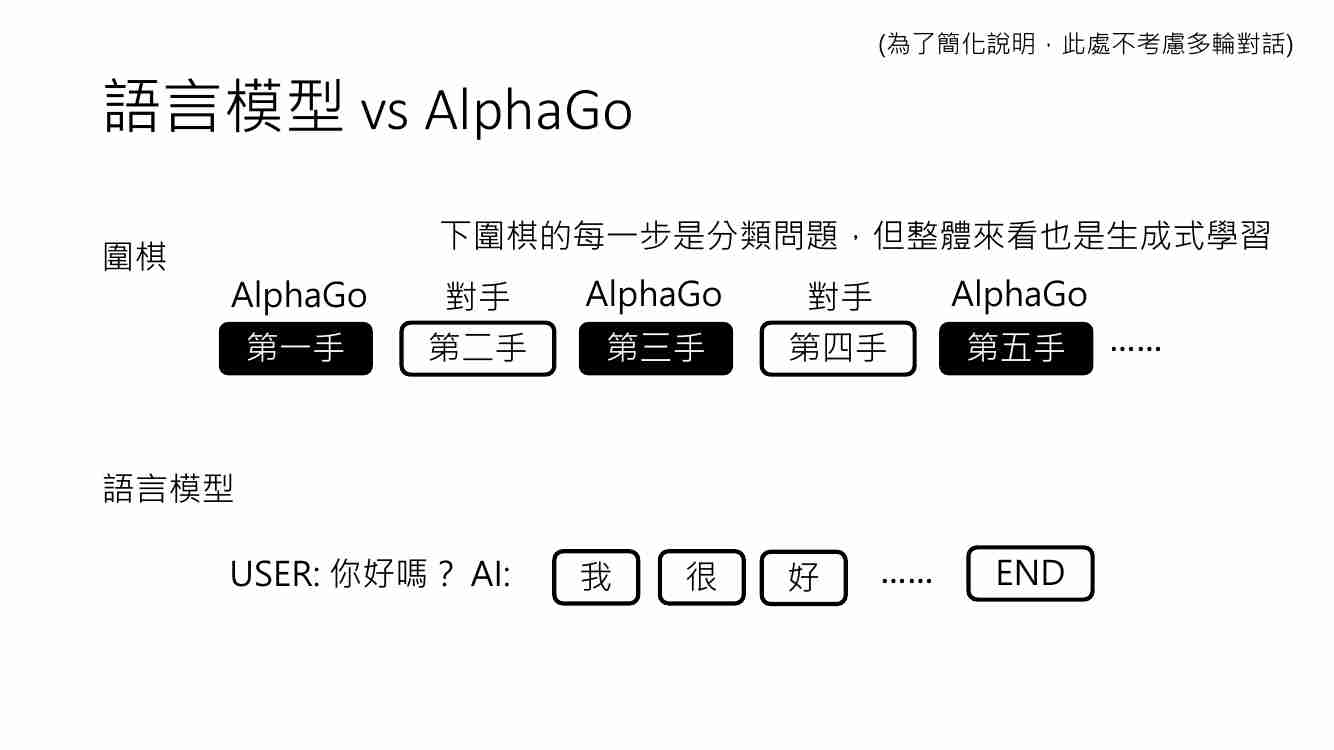 (為了簡化說明，此處不考慮多輪對話)
語言模型 vs AlphaGo
下圍棋的每一步是分類問題，但整體來看也是生成式學習
圍棋
AlphaGo 對手 AlphaGo 對手 AlphaGo
第一手 第二手 第三手 第四手 第五手 ……
語言模型
USER: 你好嗎？ AI: 我 很 好 …… END